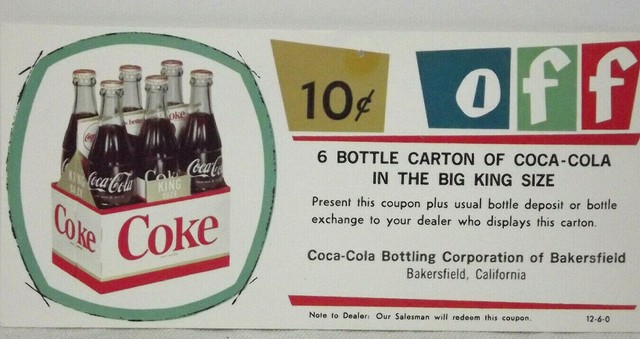 10¢ off
6 BOTTLE CARTON OF COCA-COLA
IN THE BIG KING SIZE
Present this coupon plus usual bottle deposit or bottle
exchange to your dealer who displays this carton.
Coca-Cola Bottling Corporation of Bakersfield
Bakersfield, California
Note to Dealer: Our Salesman will redeem this coupon.
12-6-0
Coke
Coca-Cola
Coke
KING
SIZE
Coca-Cola
Coke
Coke